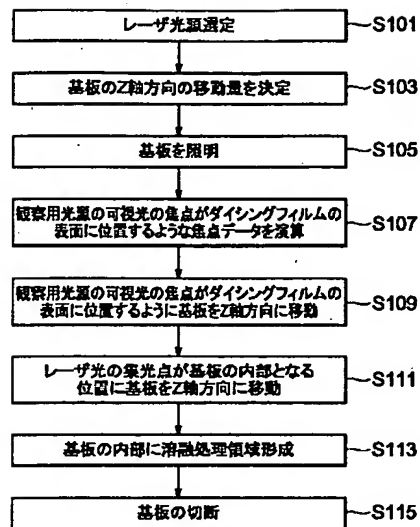 レーザ光源選定 S101
基板のZ軸方向の移動量を決定 S103
基板を照明 S105
観察用光源の可視光の焦点がダイシングフィルムの
表面に位置するような焦点データを演算 S107
観察用光源の可視光の焦点がダイシングフィルムの
表面に位置するように基板をZ軸方向に移動 S109
レーザ光の集光点が基板の内部となる
位置に基板をZ軸方向に移動 S111
基板の内部に溶融処理領域形成 S113
基板の切断 S115